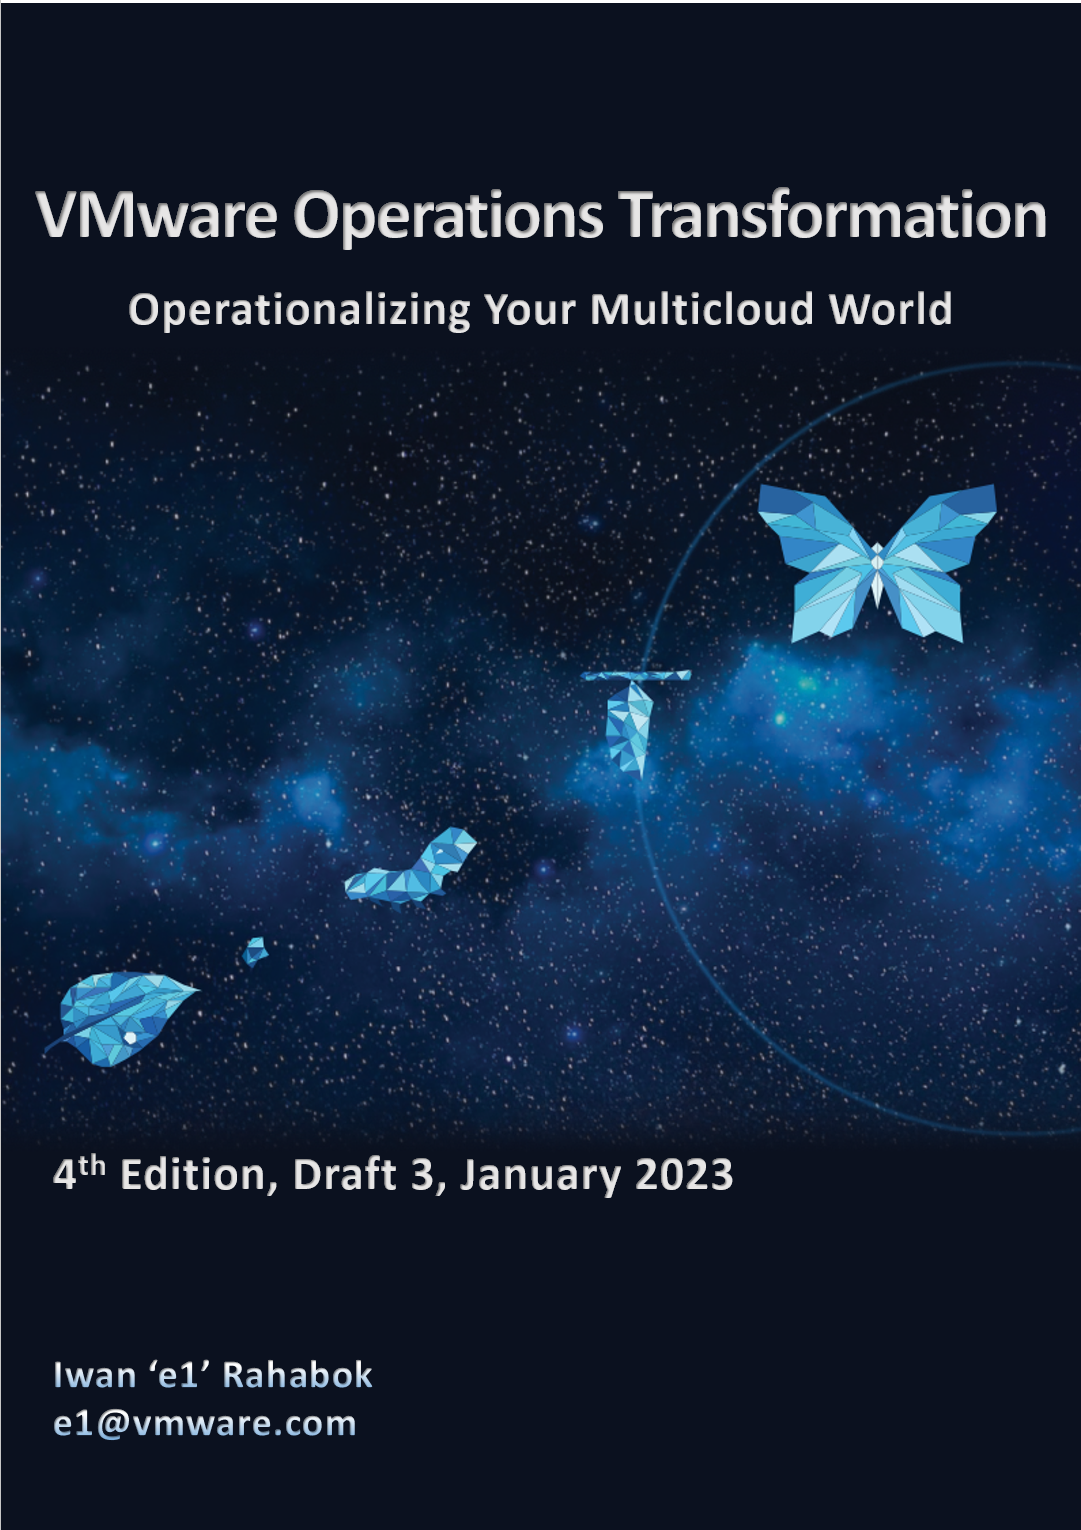 VMware Operations Transformation
Operationalizing Your Multicloud World
4th Edition, Draft 3, January 2023
Iwan ‘e1’ Rahabok
e1@vmware.com